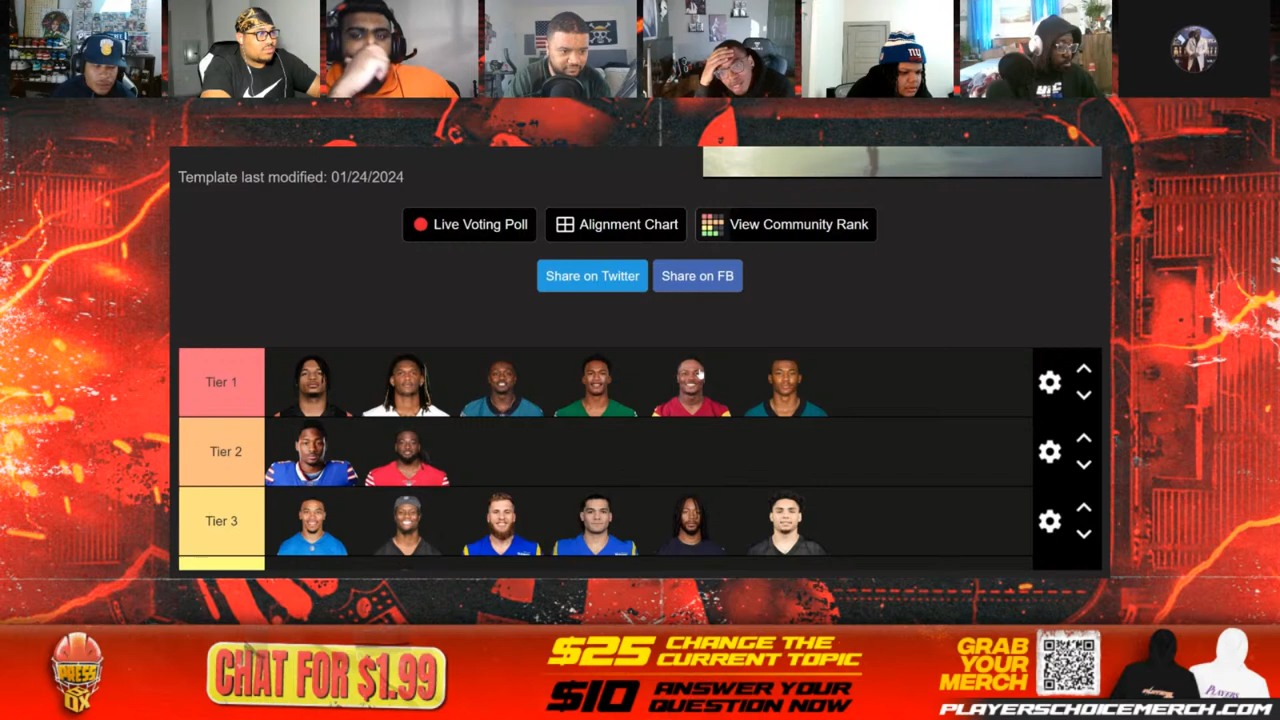 Template last modified: 01/24/2024
Live Voting Poll
Alignment Chart
View Community Rank
Share on Twitter
Share on FB
Tier 1
Tier 2
Tier 3
PRESS
CHAT FOR $1.99
$25 CHANGE THE
CURRENT TOPIC
$10 ANSWER YOUR
QUESTION NOW
GRAB
YOUR
MERCH
PLAYERSCHOICEMERCH.COM